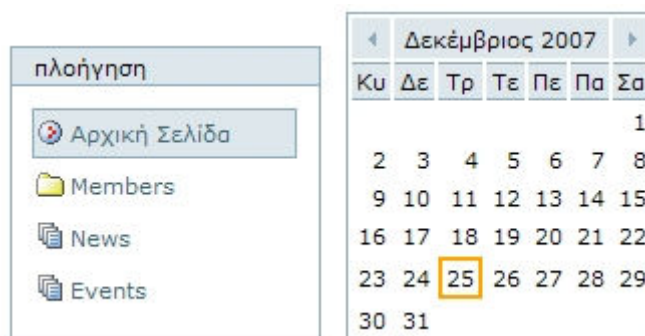 πλοήγηση
Αρχική Σελίδα
Members
News
Events
Δεκέμβριος 2007
Κυ Δε Τρ Τε Πε Πα Σα
1
2 3 4 5 6 7 8
9 10 11 12 13 14 15
16 17 18 19 20 21 22
23 24 25 26 27 28 29
30 31